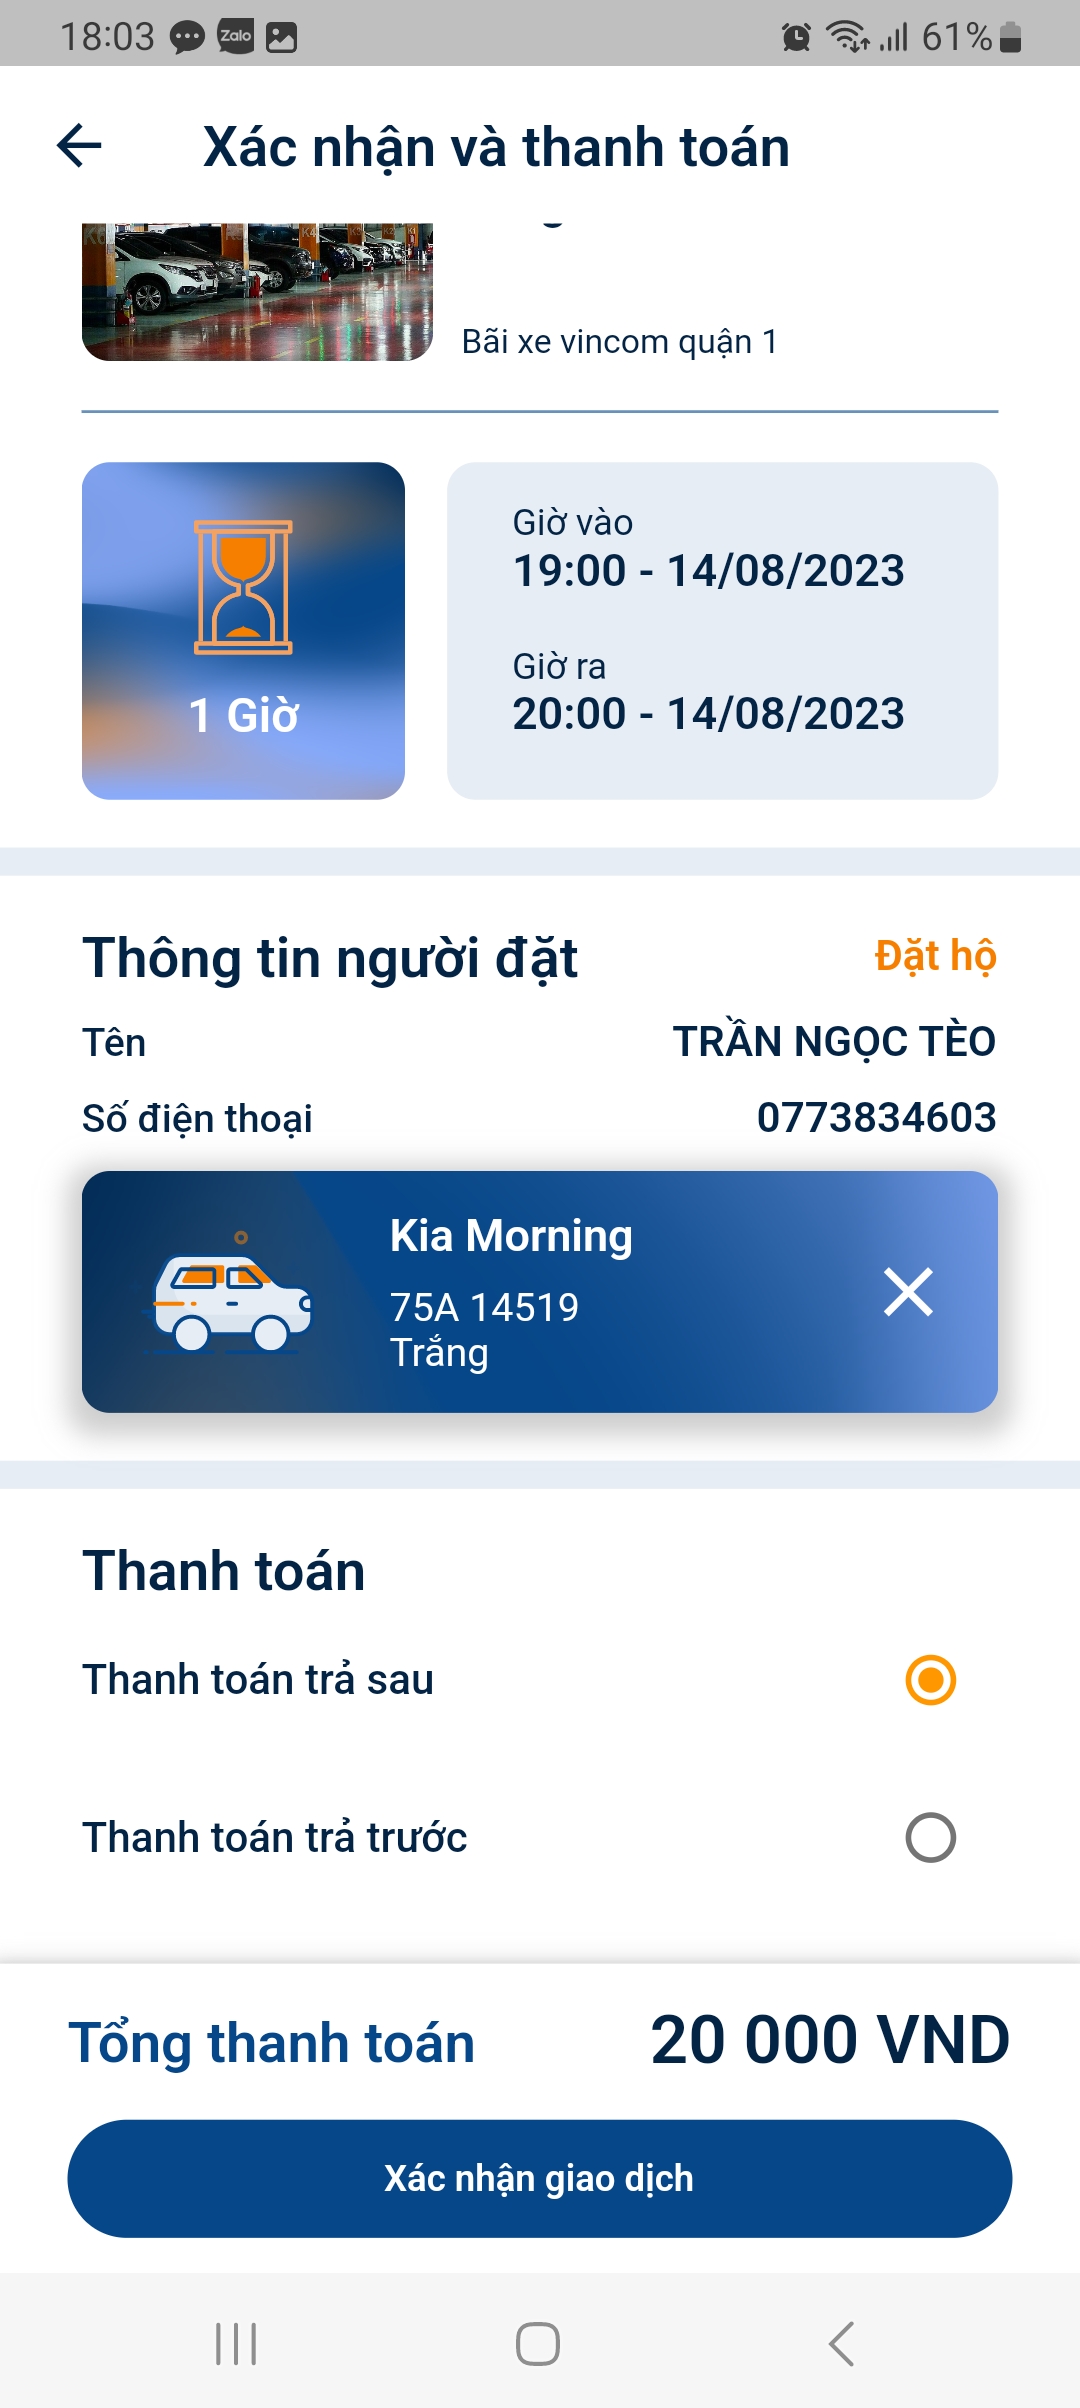 18:03 Zalo 61%
Xác nhận và thanh toán
K4
Bãi xe vincom quận 1
1 Giờ
Giờ vào
19:00 - 14/08/2023
Giờ ra
20:00 - 14/08/2023
Thông tin người đặt
Đặt hộ
Tên
TRẦN NGỌC TÈO
Số điện thoại
0773834603
Kia Morning
75A 14519
Trắng
Thanh toán
Thanh toán trả sau
Thanh toán trả trước
Tổng thanh toán
20 000 VND
Xác nhận giao dịch